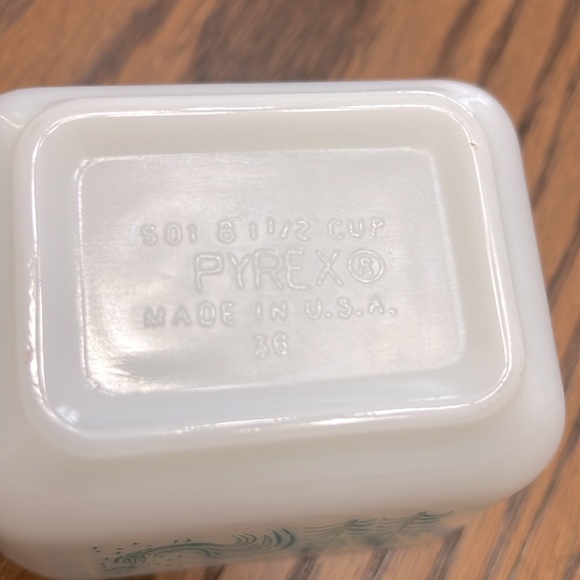 501 B 1 1/2 CUP
PYREX®
MADE IN U.S.A.
36